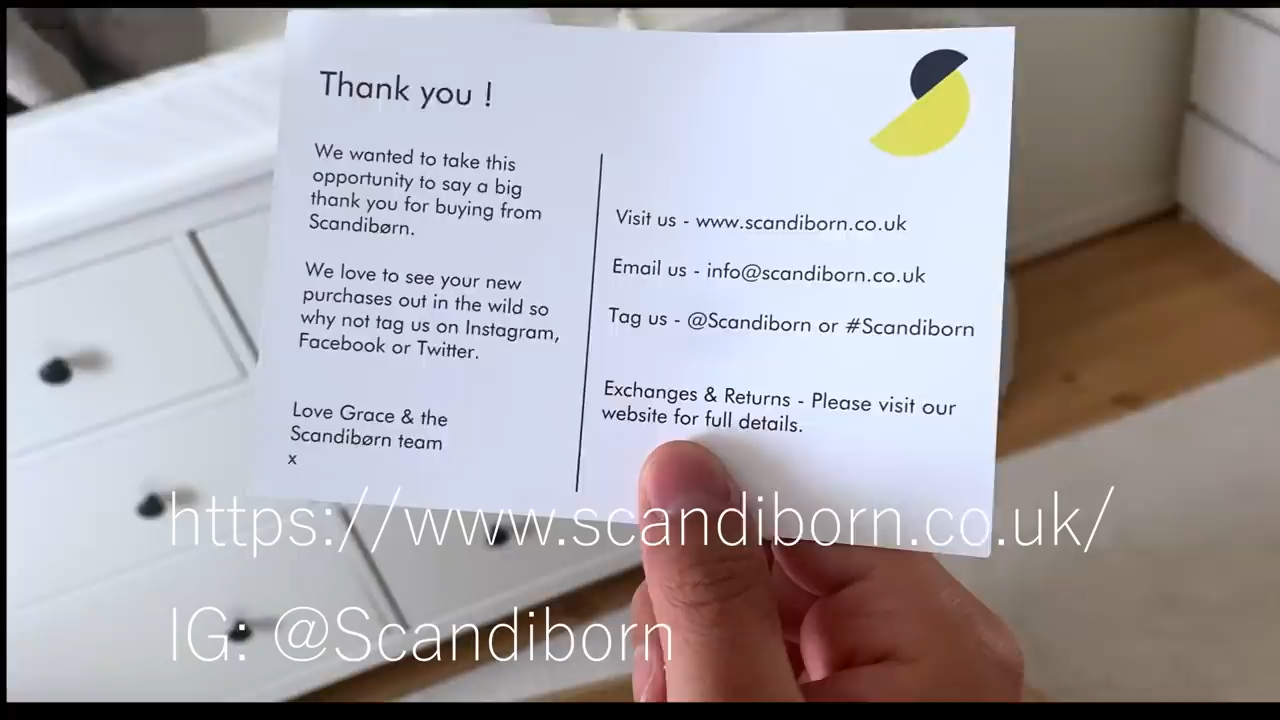 Thank you !
We wanted to take this
opportunity to say a big
thank you for buying from
Scandibørn.
We love to see your new
purchases out in the wild so
why not tag us on Instagram,
Facebook or Twitter.
Love Grace & the
Scandibørn team
x
Visit us - www.scandiborn.co.uk
Email us - info@scandiborn.co.uk
Tag us - @Scandiborn or #Scandiborn
Exchanges & Returns - Please visit our
website for full details.
https://www.scandiborn.co.uk/
IG: @Scandiborn